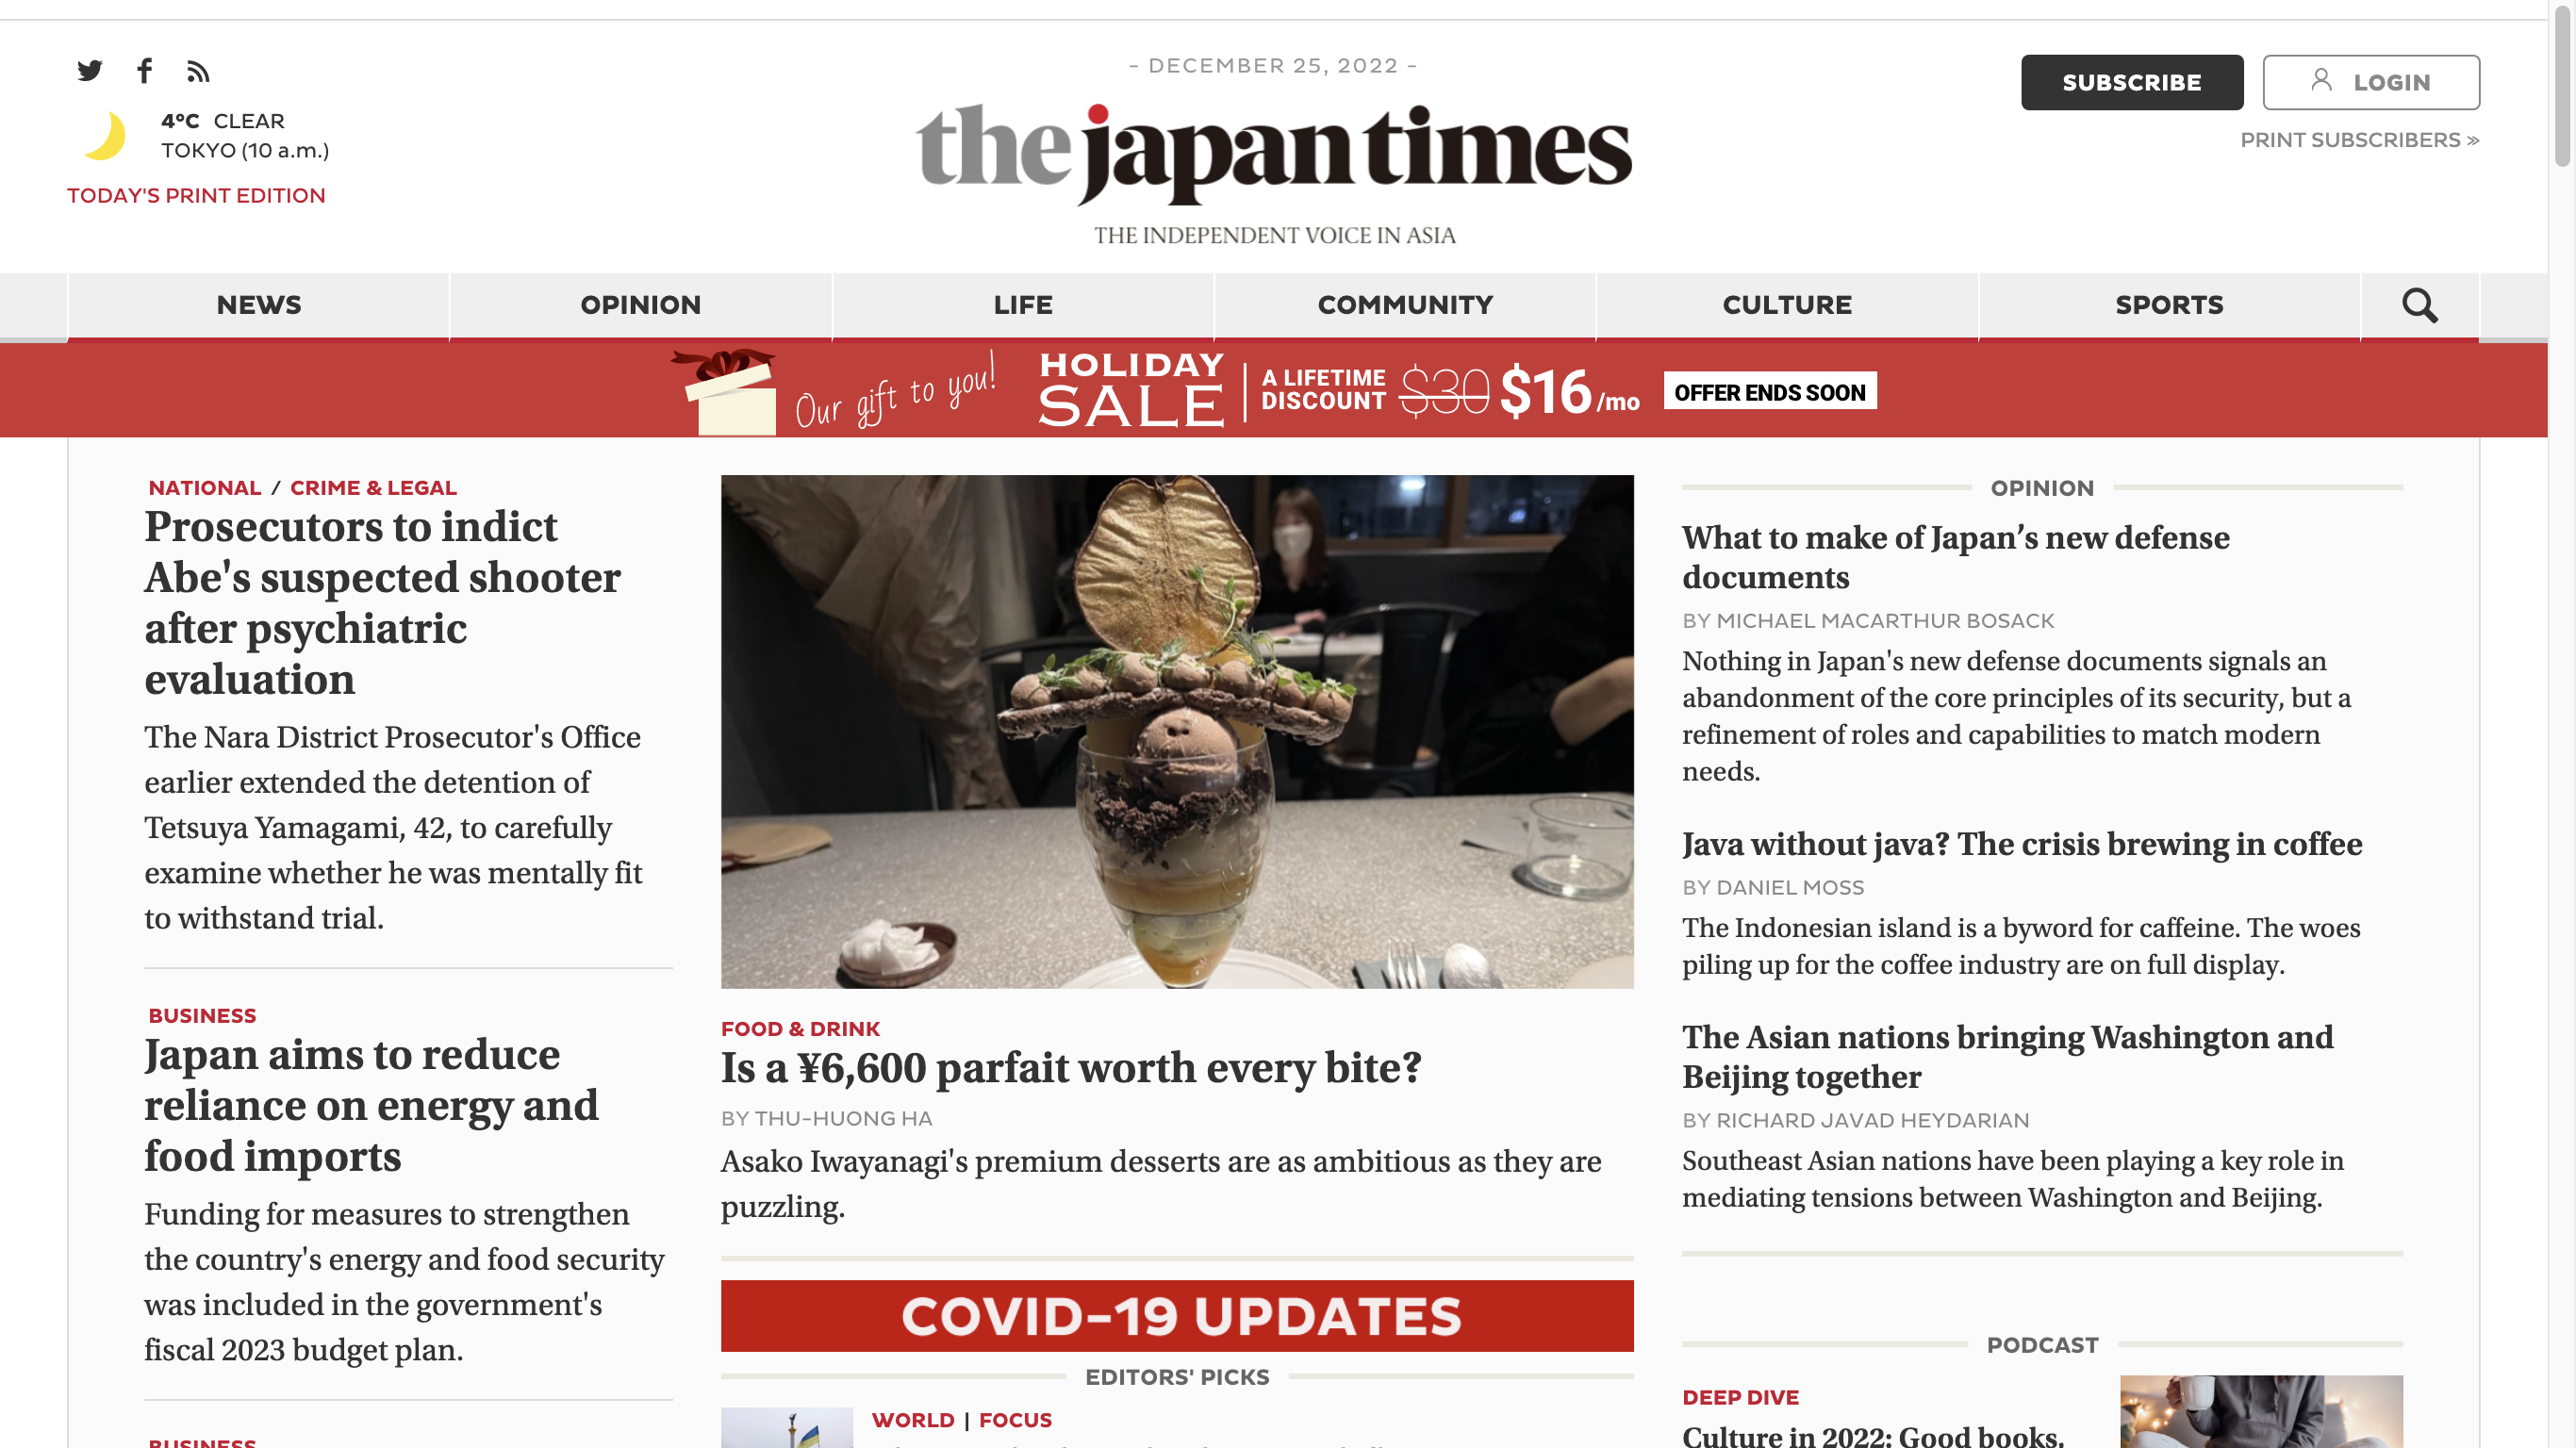 - DECEMBER 25, 2022 -
4°C CLEAR
TOKYO (10 a.m.)
TODAY'S PRINT EDITION
the japan times
THE INDEPENDENT VOICE IN ASIA
SUBSCRIBE
LOGIN
PRINT SUBSCRIBERS »
NEWS
OPINION
LIFE
COMMUNITY
CULTURE
SPORTS
Our gift to you!
HOLIDAY
SALE
A LIFETIME
DISCOUNT
$30 $16/mo
OFFER ENDS SOON
NATIONAL / CRIME & LEGAL
Prosecutors to indict
Abe's suspected shooter
after psychiatric
evaluation
The Nara District Prosecutor's Office
earlier extended the detention of
Tetsuya Yamagami, 42, to carefully
examine whether he was mentally fit
to withstand trial.
BUSINESS
Japan aims to reduce
reliance on energy and
food imports
Funding for measures to strengthen
the country's energy and food security
was included in the government's
fiscal 2023 budget plan.
BUSINESS
FOOD & DRINK
Is a ¥6,600 parfait worth every bite?
BY THU-HUONG HA
Asako Iwayanagi's premium desserts are as ambitious as they are
puzzling.
COVID-19 UPDATES
EDITORS' PICKS
WORLD | FOCUS
OPINION
What to make of Japan’s new defense
documents
BY MICHAEL MACARTHUR BOSACK
Nothing in Japan's new defense documents signals an
abandonment of the core principles of its security, but a
refinement of roles and capabilities to match modern
needs.
Java without java? The crisis brewing in coffee
BY DANIEL MOSS
The Indonesian island is a byword for caffeine. The woes
piling up for the coffee industry are on full display.
The Asian nations bringing Washington and
Beijing together
BY RICHARD JAVAD HEYDARIAN
Southeast Asian nations have been playing a key role in
mediating tensions between Washington and Beijing.
PODCAST
DEEP DIVE
Culture in 2022: Good books,